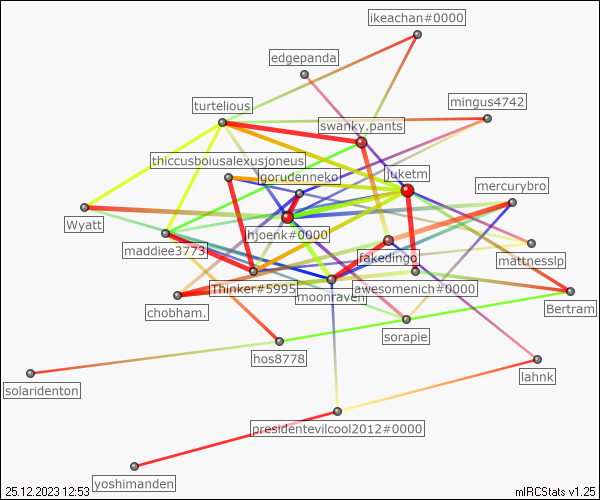 ikeachan#0000
edgepanda
mingus4742
turtelious
swanky.pants
thiccusboiusalexusjoneus
gorudenneko
juketm
mercurybro
Wyatt
hjoenk#0000
maddiee3773
fakedingo
mattnesslp
Thinker#5995
moonraven
awesomenich#0000
chobham.
Bertram
sorapie
hos8778
solaridenton
lahnk
presidentevilcool2012#0000
yoshimanden
25.12.2023 12:53
mIRCStats v1.25